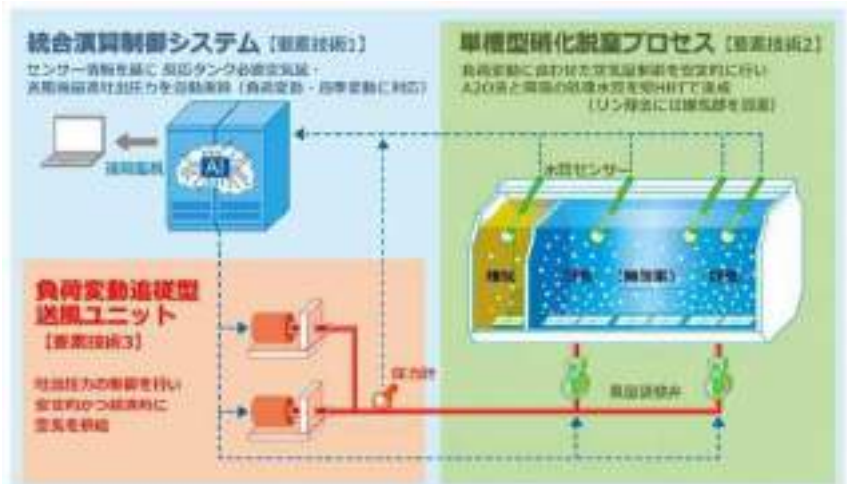 統合演算制御システム【要素技術1】
センサー情報を基に 反応タンク必要空気量・
送風機最適吐出圧力を自動演算（負荷変動・四季変動に対応）
遠隔監視
AI
単槽型硝化脱窒プロセス【要素技術2】
負荷変動に合わせた空気量制御を安定的に行い
A2O法と同等の処理水質を短HRTで達成
（リン除去には嫌気部を設置）
水質センサー
嫌気
好気
（無酸素）
好気
負荷変動追従型
送風ユニット
【要素技術3】
吐出圧力の制御を行い
安定的かつ経済的に
空気を供給
圧力計
風量調節弁